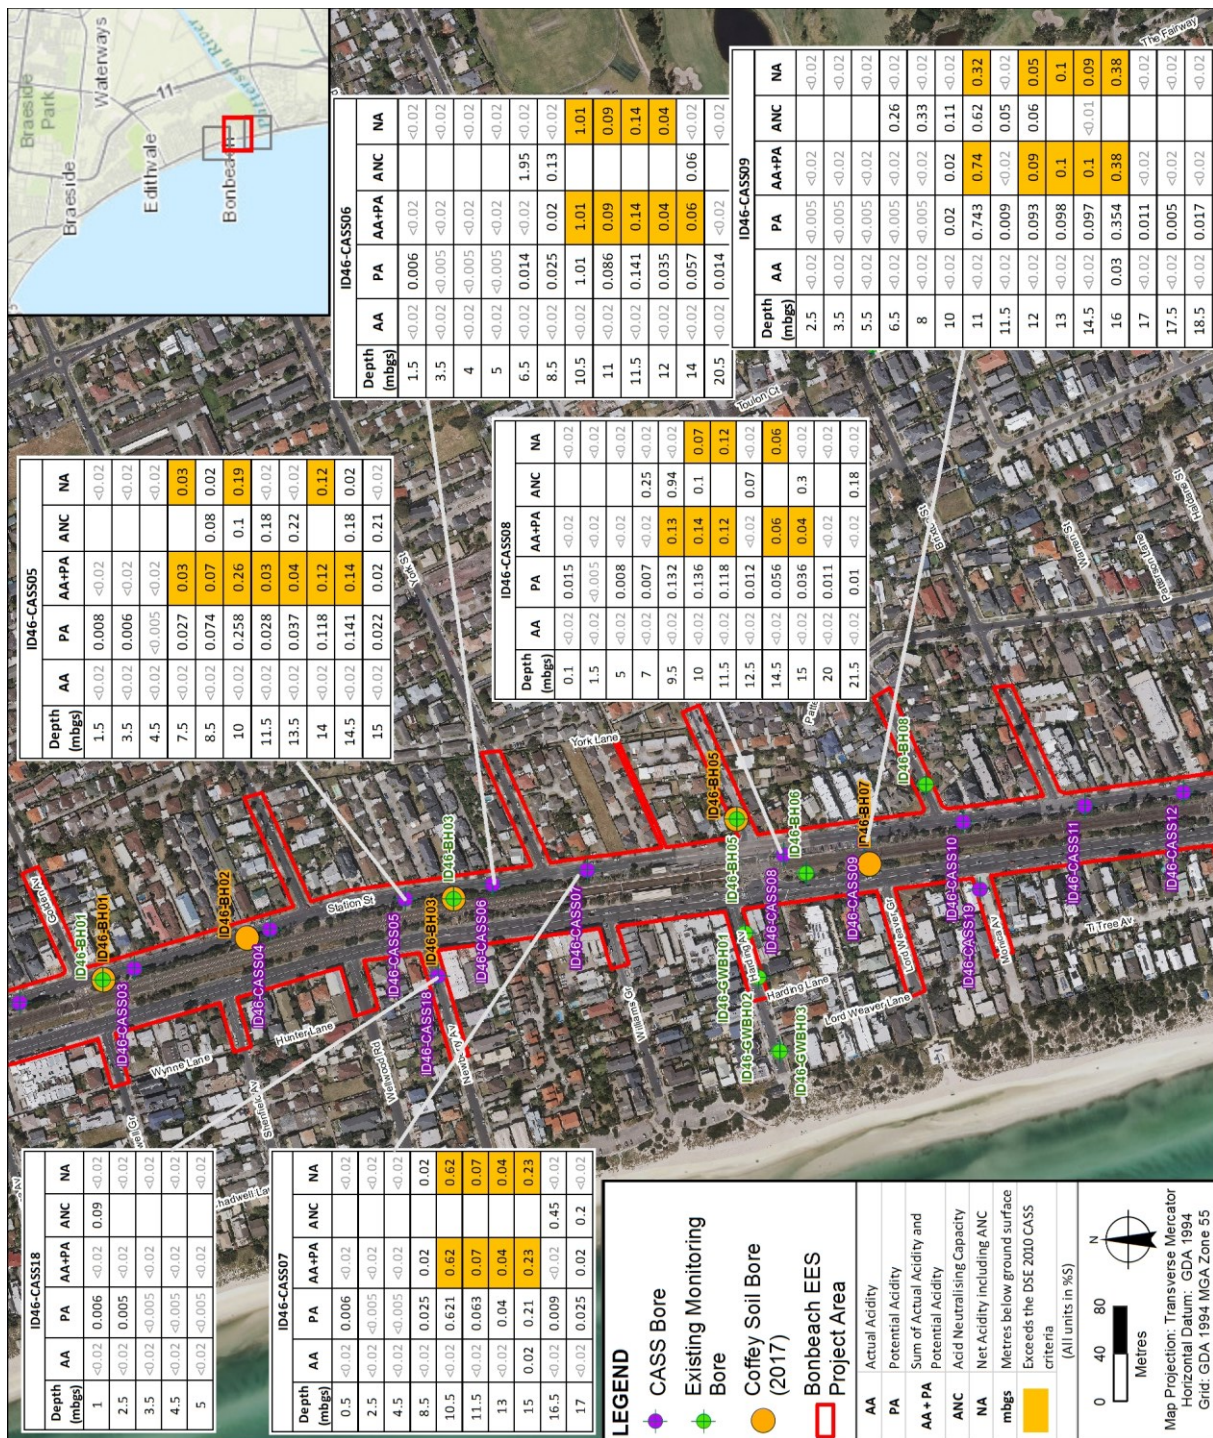 ID46-CASS18
Depth (mbgs) AA PA AA+PA ANC NA
1 <0.02 0.006 <0.02 0.09 <0.02
2.5 <0.02 0.005 <0.02 <0.02
3.5 <0.02 <0.005 <0.02 <0.02
4.5 <0.02 <0.005 <0.02 <0.02
5 <0.02 <0.005 <0.02 <0.02
ID46-CASS07
Depth (mbgs) AA PA AA+PA ANC NA
0.5 <0.02 0.006 <0.02 <0.02
2.5 <0.02 <0.005 <0.02 <0.02
4.5 <0.02 <0.005 <0.02 <0.02
8.5 <0.02 0.025 0.02 0.02
10.5 <0.02 0.621 0.62 0.62
11.5 <0.02 0.063 0.07 0.07
13 <0.02 0.04 0.04 0.04
15 0.02 0.21 0.23 0.23
16.5 <0.02 0.009 <0.02 0.45 <0.02
17 <0.02 0.025 0.02 0.2 <0.02
ID46-CASS05
Depth (mbgs) AA PA AA+PA ANC NA
1.5 <0.02 0.008 <0.02 <0.02
3.5 <0.02 0.006 <0.02 <0.02
4.5 <0.02 <0.005 <0.02 <0.02
7.5 <0.02 0.027 0.03 0.03
8.5 <0.02 0.074 0.07 0.08 0.02
10 <0.02 0.258 0.26 0.1 0.19
11.5 <0.02 0.028 0.03 0.18 <0.02
13.5 <0.02 0.037 0.04 0.22 <0.02
14 <0.02 0.118 0.12 0.12
14.5 <0.02 0.141 0.14 0.18 0.02
15 <0.02 0.022 0.02 0.21 <0.02
ID46-CASS06
Depth (mbgs) AA PA AA+PA ANC NA
1.5 <0.02 0.006 <0.02 <0.02
3.5 <0.02 <0.005 <0.02 <0.02
4 <0.02 <0.005 <0.02 <0.02
5 <0.02 <0.005 <0.02 <0.02
6.5 <0.02 0.014 <0.02 1.95 <0.02
8.5 <0.02 0.025 0.02 0.13 <0.02
10.5 <0.02 1.01 1.01 1.01
11 <0.02 0.086 0.09 0.09
11.5 <0.02 0.141 0.14 0.14
12 <0.02 0.035 0.04 0.04
14 <0.02 0.057 0.06 0.06 <0.02
20.5 <0.02 0.014 <0.02 <0.02
ID46-CASS08
Depth (mbgs) AA PA AA+PA ANC NA
0.1 <0.02 0.015 <0.02 <0.02
1.5 <0.02 <0.005 <0.02 <0.02
5 <0.02 0.008 <0.02 <0.02
7 <0.02 0.007 <0.02 0.25 <0.02
9.5 <0.02 0.132 0.13 0.94 <0.02
10 <0.02 0.136 0.14 0.1 0.07
11.5 <0.02 0.118 0.12 0.12
12.5 <0.02 0.012 <0.02 0.07 <0.02
14.5 <0.02 0.056 0.06 0.06
15 <0.02 0.036 0.04 0.3 <0.02
20 <0.02 0.011 <0.02 <0.02
21.5 <0.02 0.01 <0.02 0.18 <0.02
ID46-CASS09
Depth (mbgs) AA PA AA+PA ANC NA
2.5 <0.02 <0.005 <0.02 <0.02
3.5 <0.02 <0.005 <0.02 <0.02
5.5 <0.02 <0.005 <0.02 <0.02
6.5 <0.02 <0.005 <0.02 0.26 <0.02
8 <0.02 <0.005 <0.02 0.33 <0.02
10 <0.02 0.02 0.02 0.11 <0.02
11 <0.02 0.743 0.74 0.62 0.32
11.5 <0.02 0.009 <0.02 0.05 <0.02
12 <0.02 0.093 0.09 0.06 0.05
13 <0.02 0.098 0.1 0.1
14.5 <0.02 0.097 0.1 <0.01 0.09
16 0.03 0.354 0.38 0.38
17 <0.02 0.011 <0.02 <0.02
17.5 <0.02 0.005 <0.02 <0.02
18.5 <0.02 0.017 <0.02 <0.02
Braeside
Braeside
Park
Waterways
Edithvale
11
Bonbeach
Patterson River
ID46-BH01
ID46-BH01
ID46-CASS03
ID46-BH02
ID46-CASS04
ID46-CASS05
ID46-BH03
ID46-BH03
ID46-CASS18
ID46-CASS06
ID46-CASS07
ID46-BH05
ID46-BH05
ID46-GWBH01
ID46-GWBH02
ID46-GWBH03
ID46-CASS08
ID46-BH06
ID46-CASS09
ID46-BH07
ID46-BH08
ID46-CASS10
ID46-CASS19
ID46-CASS11
ID46-CASS12
Wynne Lane
Hunter Lane
Shenfield Av
Station St
Wellwood Rd
Newberry Av
Williams Gr
York St
York Lane
Harding Av
Harding Lane
Lord Weaver Gr
Lord Weaver Lane
Monica Av
Ti Tree Av
Toulon Ct
Bristol St
Warren St
Patterson Lane
Haldane St
The Fairway
LEGEND
CASS Bore
Existing Monitoring
Bore
Coffey Soil Bore
(2017)
Bonbeach EES
Project Area
AA Actual Acidity
PA Potential Acidity
AA + PA Sum of Actual Acidity and
Potential Acidity
ANC Acid Neutralising Capacity
NA Net Acidity including ANC
mbgs Metres below ground surface
Exceeds the DSE 2010 CASS
criteria
(All units in %S)
0 40 80
Metres
N
Map Projection: Transverse Mercator
Horizontal Datum: GDA 1994
Grid: GDA 1994 MGA Zone 55